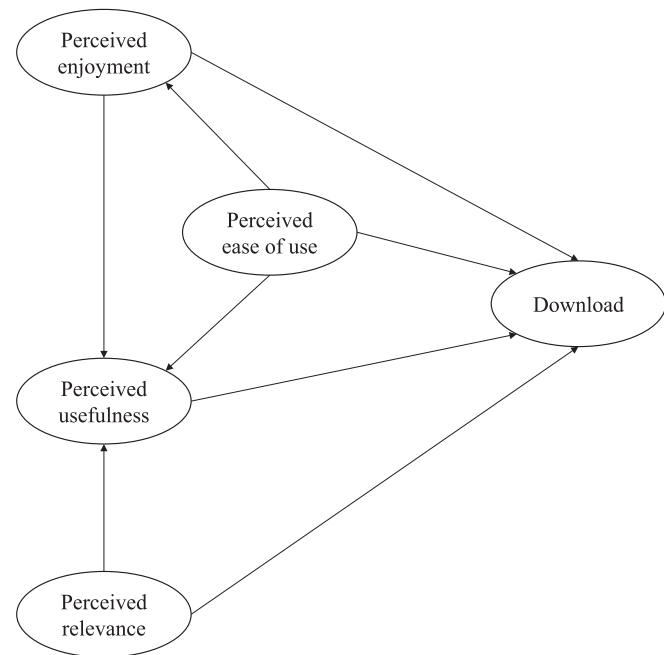 Perceived
enjoyment
Perceived
ease of use
Download
Perceived
usefulness
Perceived
relevance